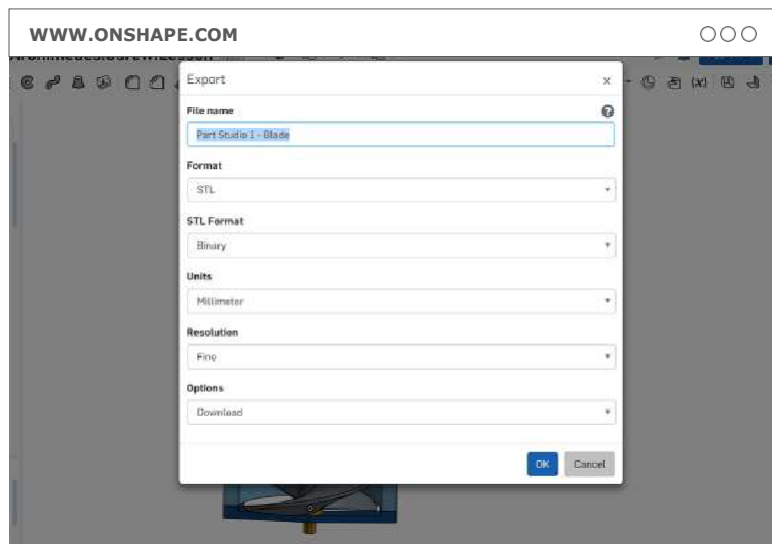 WWW.ONSHAPE.COM
Export
x
File name
Part Studio 1 - Blade
Format
STL
STL Format
Binary
Units
Millimeter
Resolution
Fine
Options
Download
OK
Cancel